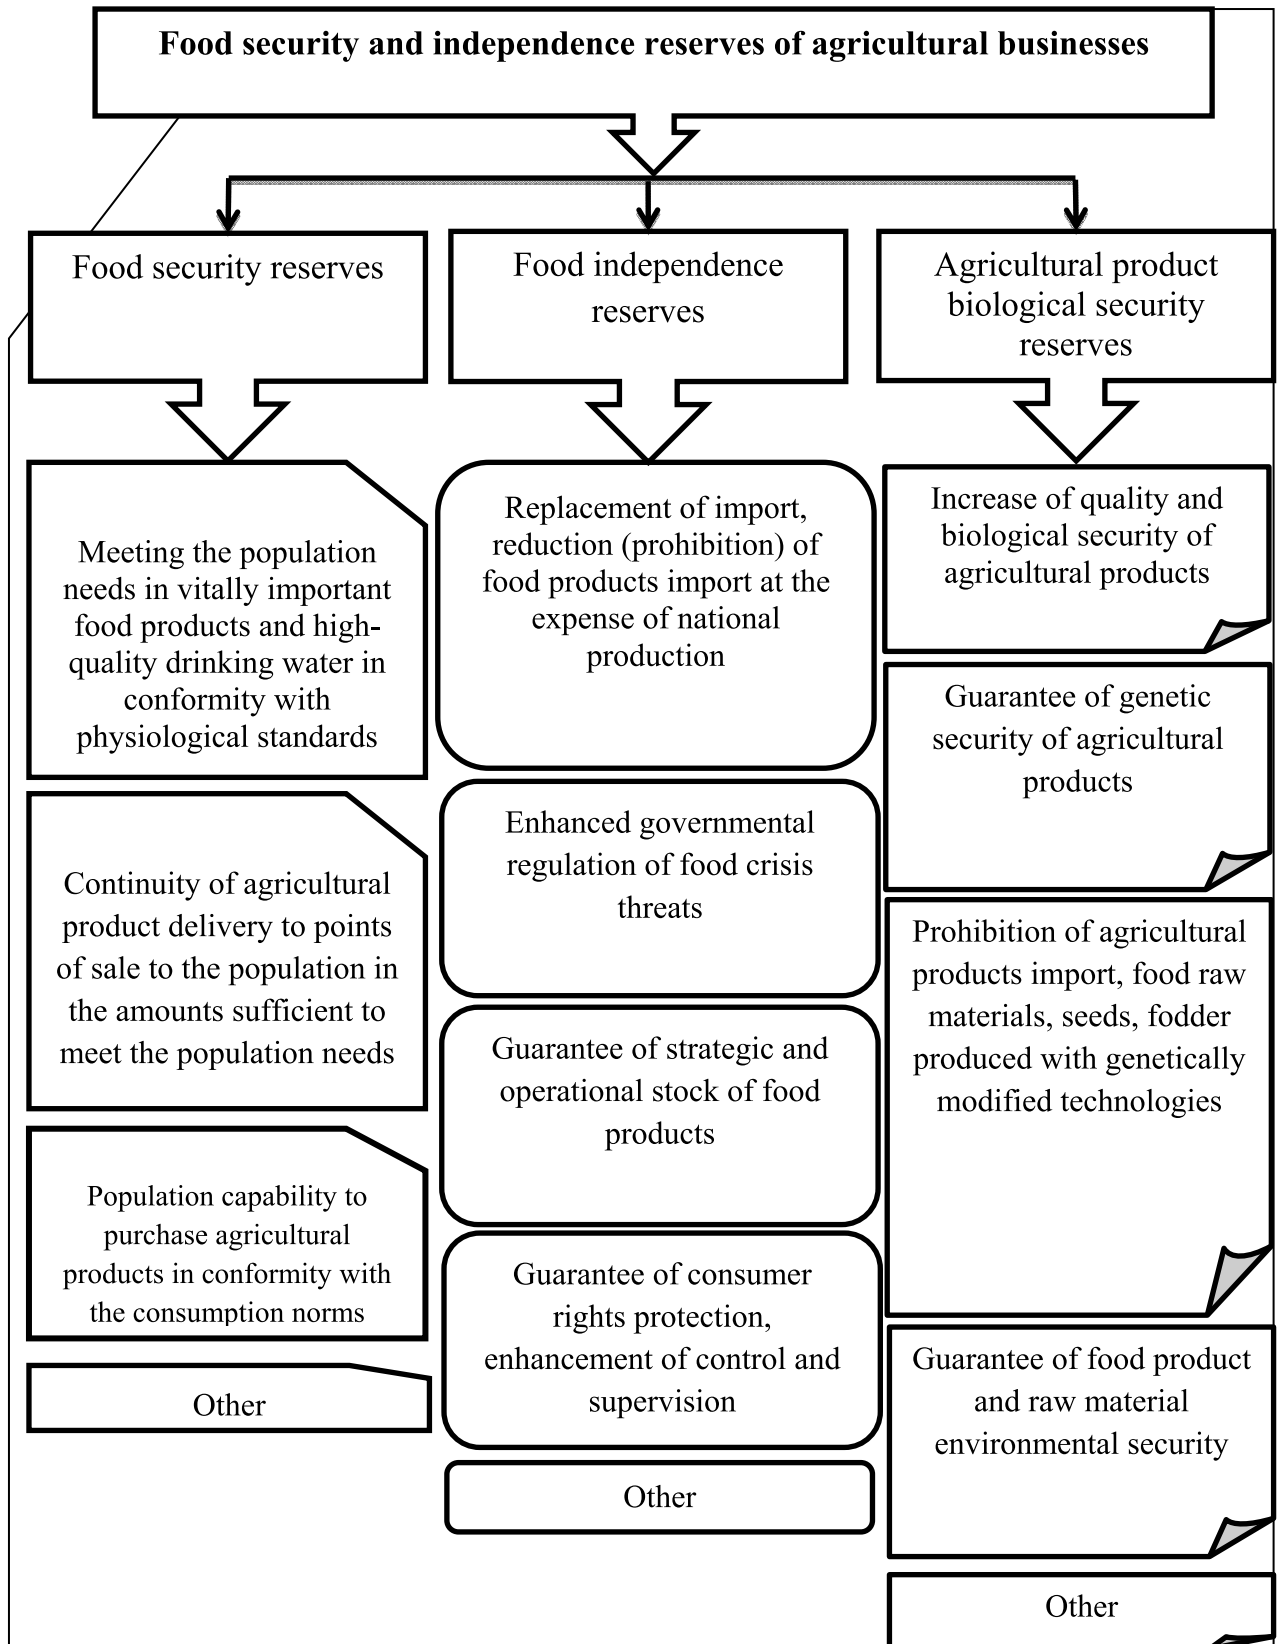 Food security and independence reserves of agricultural businesses
Food security reserves
Food independence
reserves
Agricultural product
biological security
reserves
Meeting the population
needs in vitally important
food products and high-
quality drinking water in
conformity with
physiological standards
Continuity of agricultural
product delivery to points
of sale to the population in
the amounts sufficient to
meet the population needs
Population capability to
purchase agricultural
products in conformity with
the consumption norms
Other
Replacement of import,
reduction (prohibition) of
food products import at the
expense of national
production
Enhanced governmental
regulation of food crisis
threats
Guarantee of strategic and
operational stock of food
products
Guarantee of consumer
rights protection,
enhancement of control and
supervision
Other
Increase of quality and
biological security of
agricultural products
Guarantee of genetic
security of agricultural
products
Prohibition of agricultural
products import, food raw
materials, seeds, fodder
produced with genetically
modified technologies
Guarantee of food product
and raw material
environmental security
Other